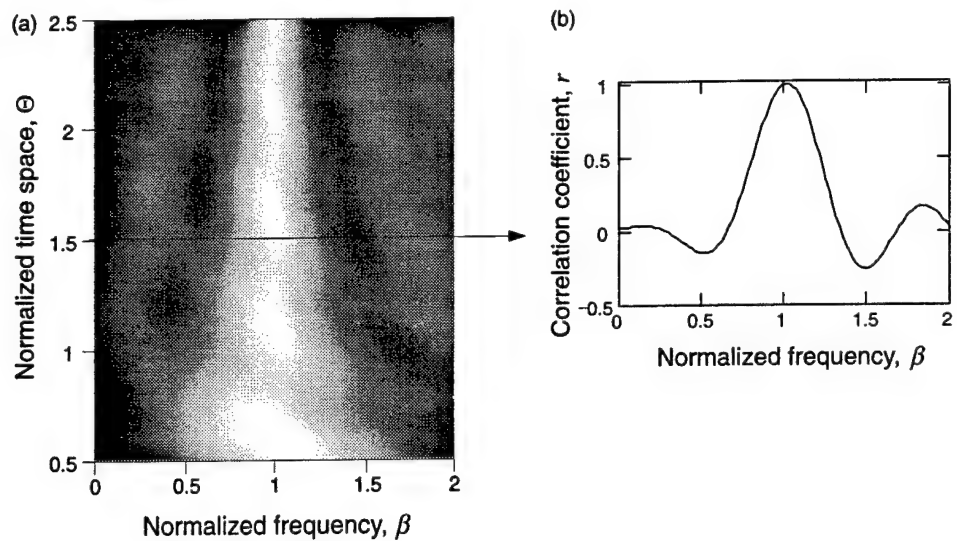 (a)
2.5
2
1.5
1
0.5
Normalized time space, Θ
0 0.5 1 1.5 2
Normalized frequency, β
(b)
Correlation coefficient, r
1
0.5
0
−0.5
0 0.5 1 1.5 2
Normalized frequency, β